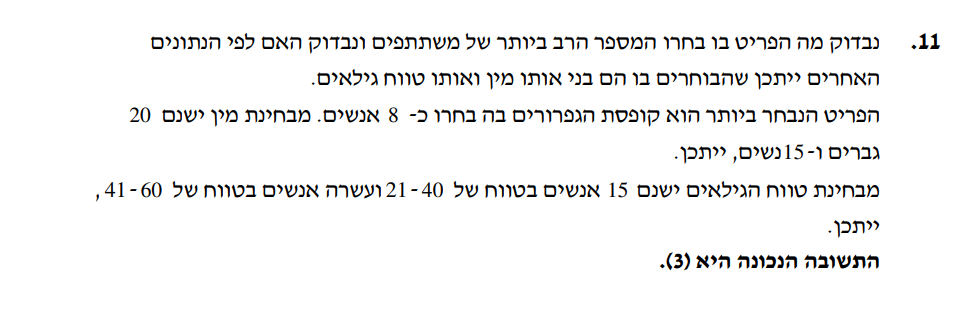 11. נבדוק מה הפריט בו בחרו המספר הרב ביותר של משתתפים ונבדוק האם לפי הנתונים
האחרים ייתכן שהבוחרים בו הם בני אותו מין ואותו טווח גילאים.
הפריט הנבחר ביותר הוא קופסת הגפרורים בה בחרו כ- 8 אנשים. מבחינת מין ישנם 20
גברים ו-15נשים, ייתכן.
מבחינת טווח הגילאים ישנם 15 אנשים בטווח של 21-40 ועשרה אנשים בטווח של 41-60,
ייתכן.
התשובה הנכונה היא (3).